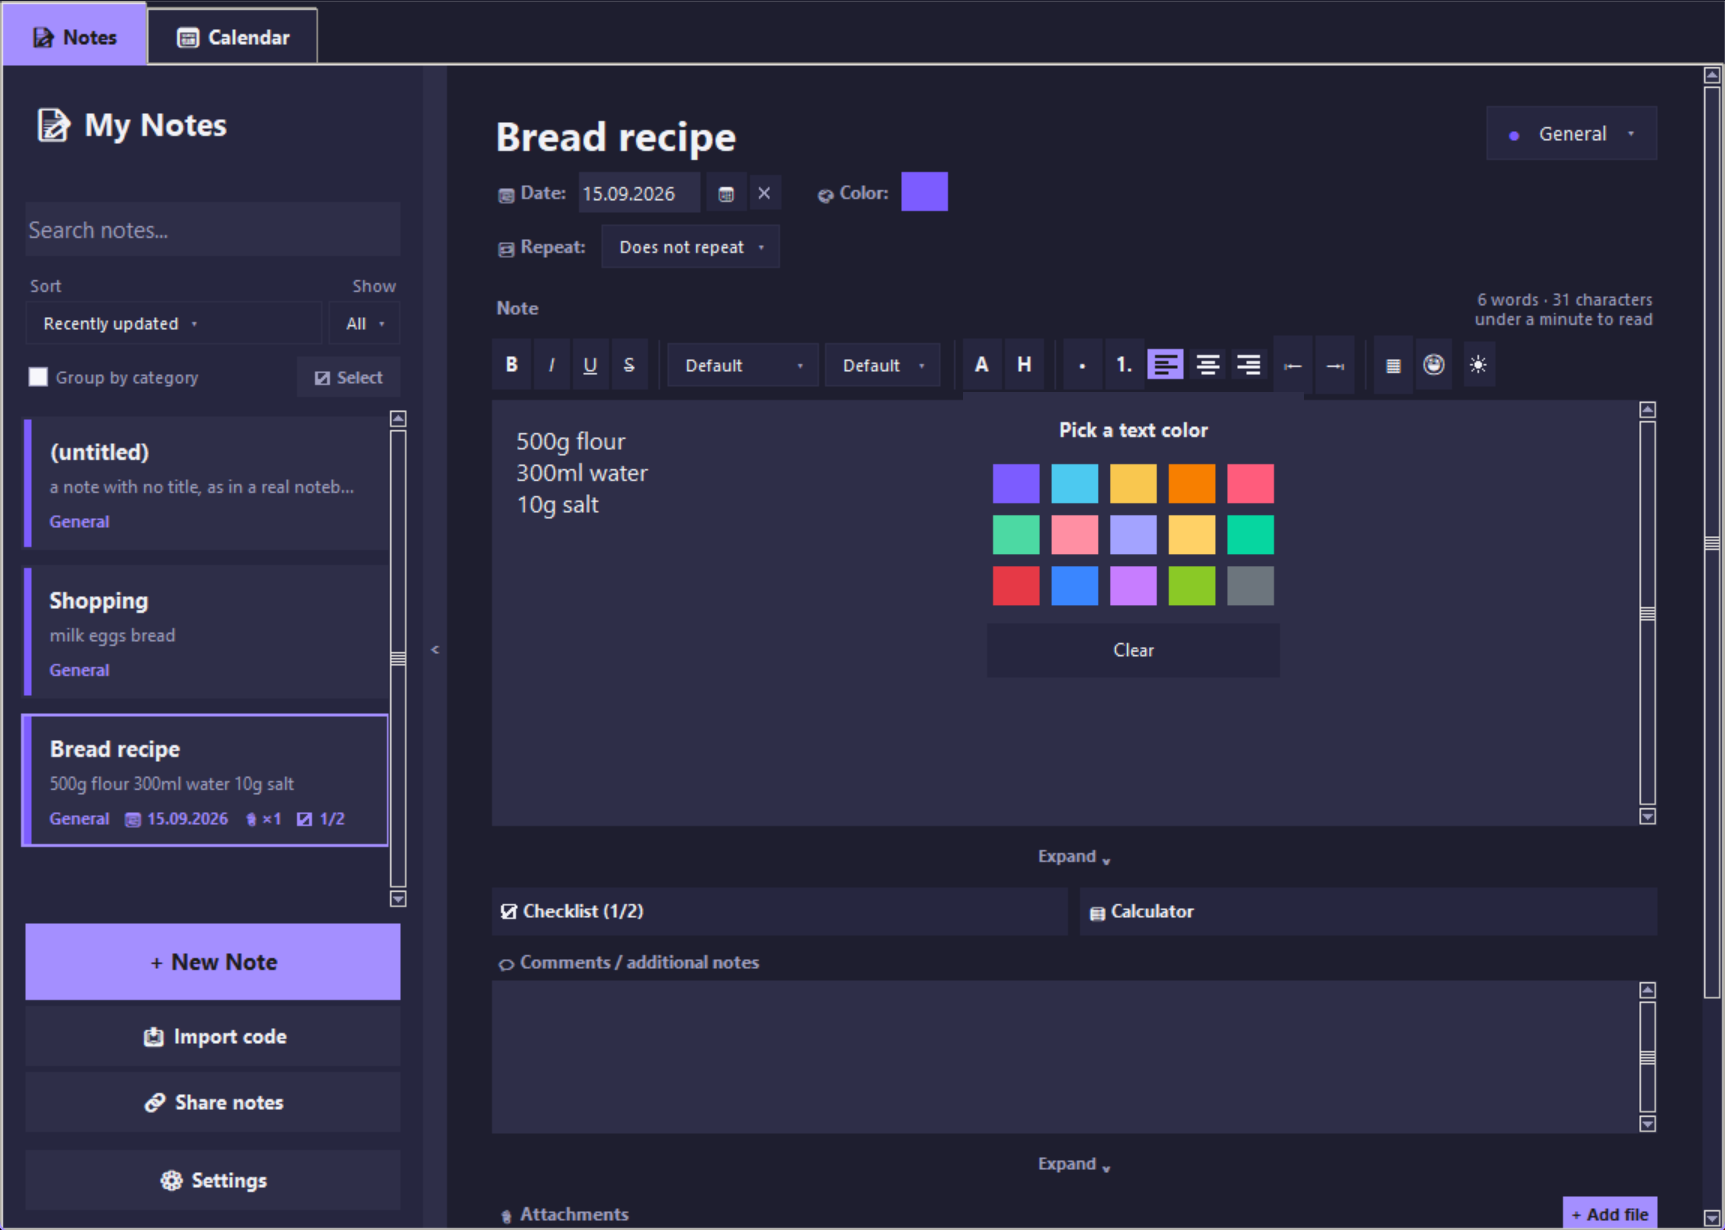 Notes
Calendar
My Notes
Search notes...
Sort
Show
Recently updated
All
Group by category
Select
(untitled)
a note with no title, as in a real noteb...
General
Shopping
milk eggs bread
General
Bread recipe
500g flour 300ml water 10g salt
General 15.09.2026 ×1 1/2
+ New Note
Import code
Share notes
Settings
<
Bread recipe
General
Date: 15.09.2026 × Color:
Repeat: Does not repeat
Note
6 words · 31 characters
under a minute to read
B I U S Default Default A H • 1.
500g flour
300ml water
10g salt
Pick a text color
Clear
Expand
Checklist (1/2)
Calculator
Comments / additional notes
Expand
Attachments
+ Add file